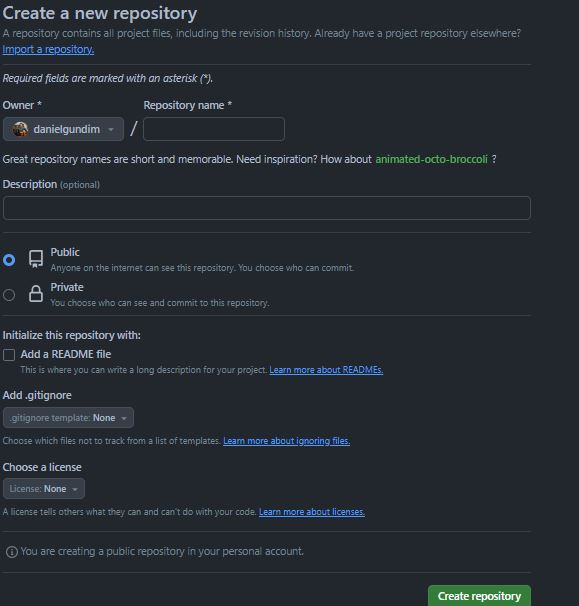 Create a new repository
A repository contains all project files, including the revision history. Already have a project repository elsewhere?
Import a repository.
Required fields are marked with an asterisk (*).
Owner * Repository name *
danielgundim /
Great repository names are short and memorable. Need inspiration? How about animated-octo-broccoli ?
Description (optional)
Public
Anyone on the internet can see this repository. You choose who can commit.
Private
You choose who can see and commit to this repository.
Initialize this repository with:
Add a README file
This is where you can write a long description for your project. Learn more about READMEs.
Add .gitignore
.gitignore template: None
Choose which files not to track from a list of templates. Learn more about ignoring files.
Choose a license
License: None
A license tells others what they can and can't do with your code. Learn more about licenses.
You are creating a public repository in your personal account.
Create repository